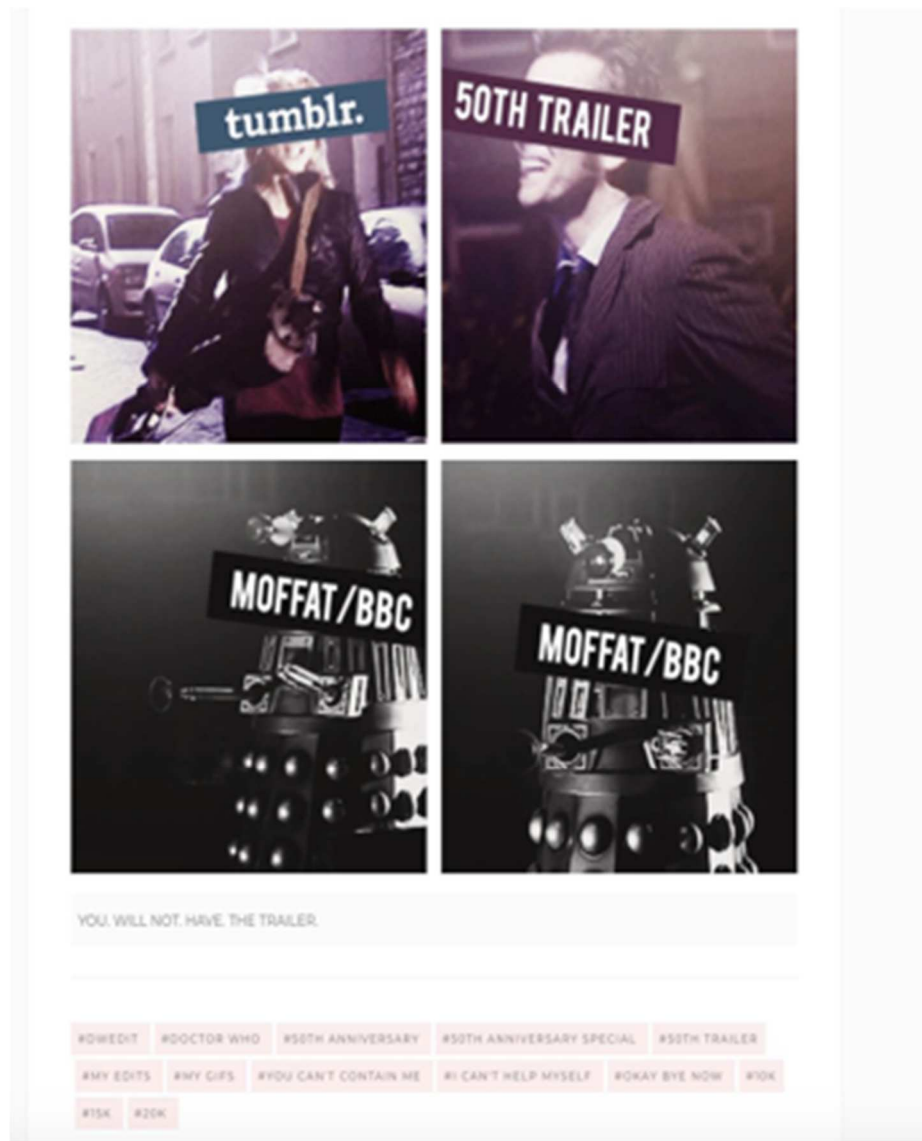 tumblr.
50TH TRAILER
MOFFAT/BBC
MOFFAT/BBC
YOU. WILL NOT. HAVE. THE TRAILER.
#DWEDIT #DOCTOR WHO #50TH ANNIVERSARY #50TH ANNIVERSARY SPECIAL #50TH TRAILER
#MY EDITS #MY GIFS #YOU CAN'T CONTAIN ME #I CAN'T HELP MYSELF #OKAY BYE NOW #10K
#15K #20K